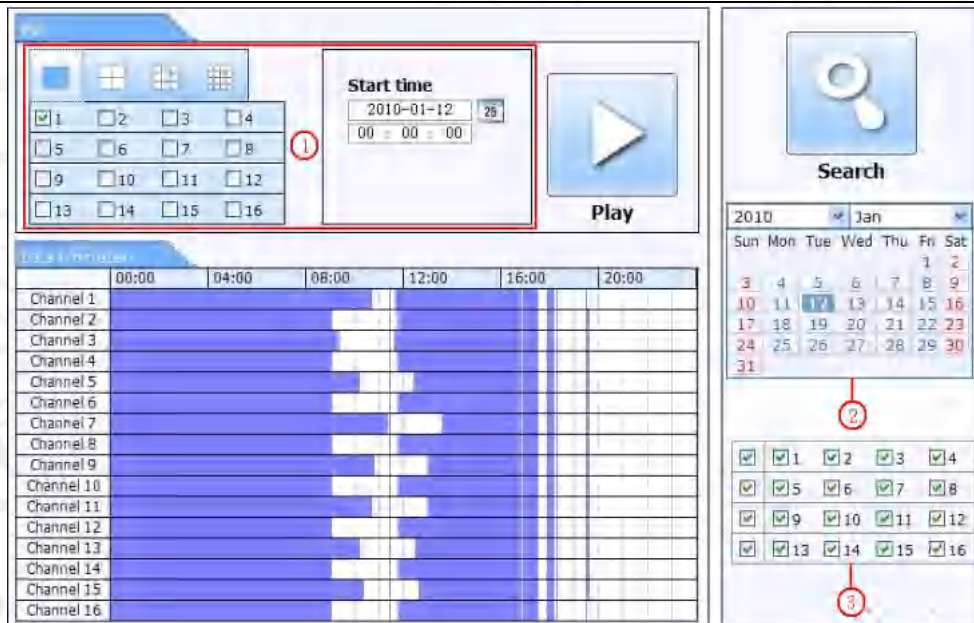 Start time
2010-01-12 25
00 : 00 : 00
1 2 3 4
5 6 7 8
9 10 11 12
13 14 15 16
1
Play
00:00 04:00 08:00 12:00 16:00 20:00
Channel 1
Channel 2
Channel 3
Channel 4
Channel 5
Channel 6
Channel 7
Channel 8
Channel 9
Channel 10
Channel 11
Channel 12
Channel 13
Channel 14
Channel 15
Channel 16
Search
2010 Jan
Sun Mon Tue Wed Thu Fri Sat
1 2
3 4 5 6 7 8 9
10 11 12 13 14 15 16
17 18 19 20 21 22 23
24 25 26 27 28 29 30
31
2
1 2 3 4
5 6 7 8
9 10 11 12
13 14 15 16
3